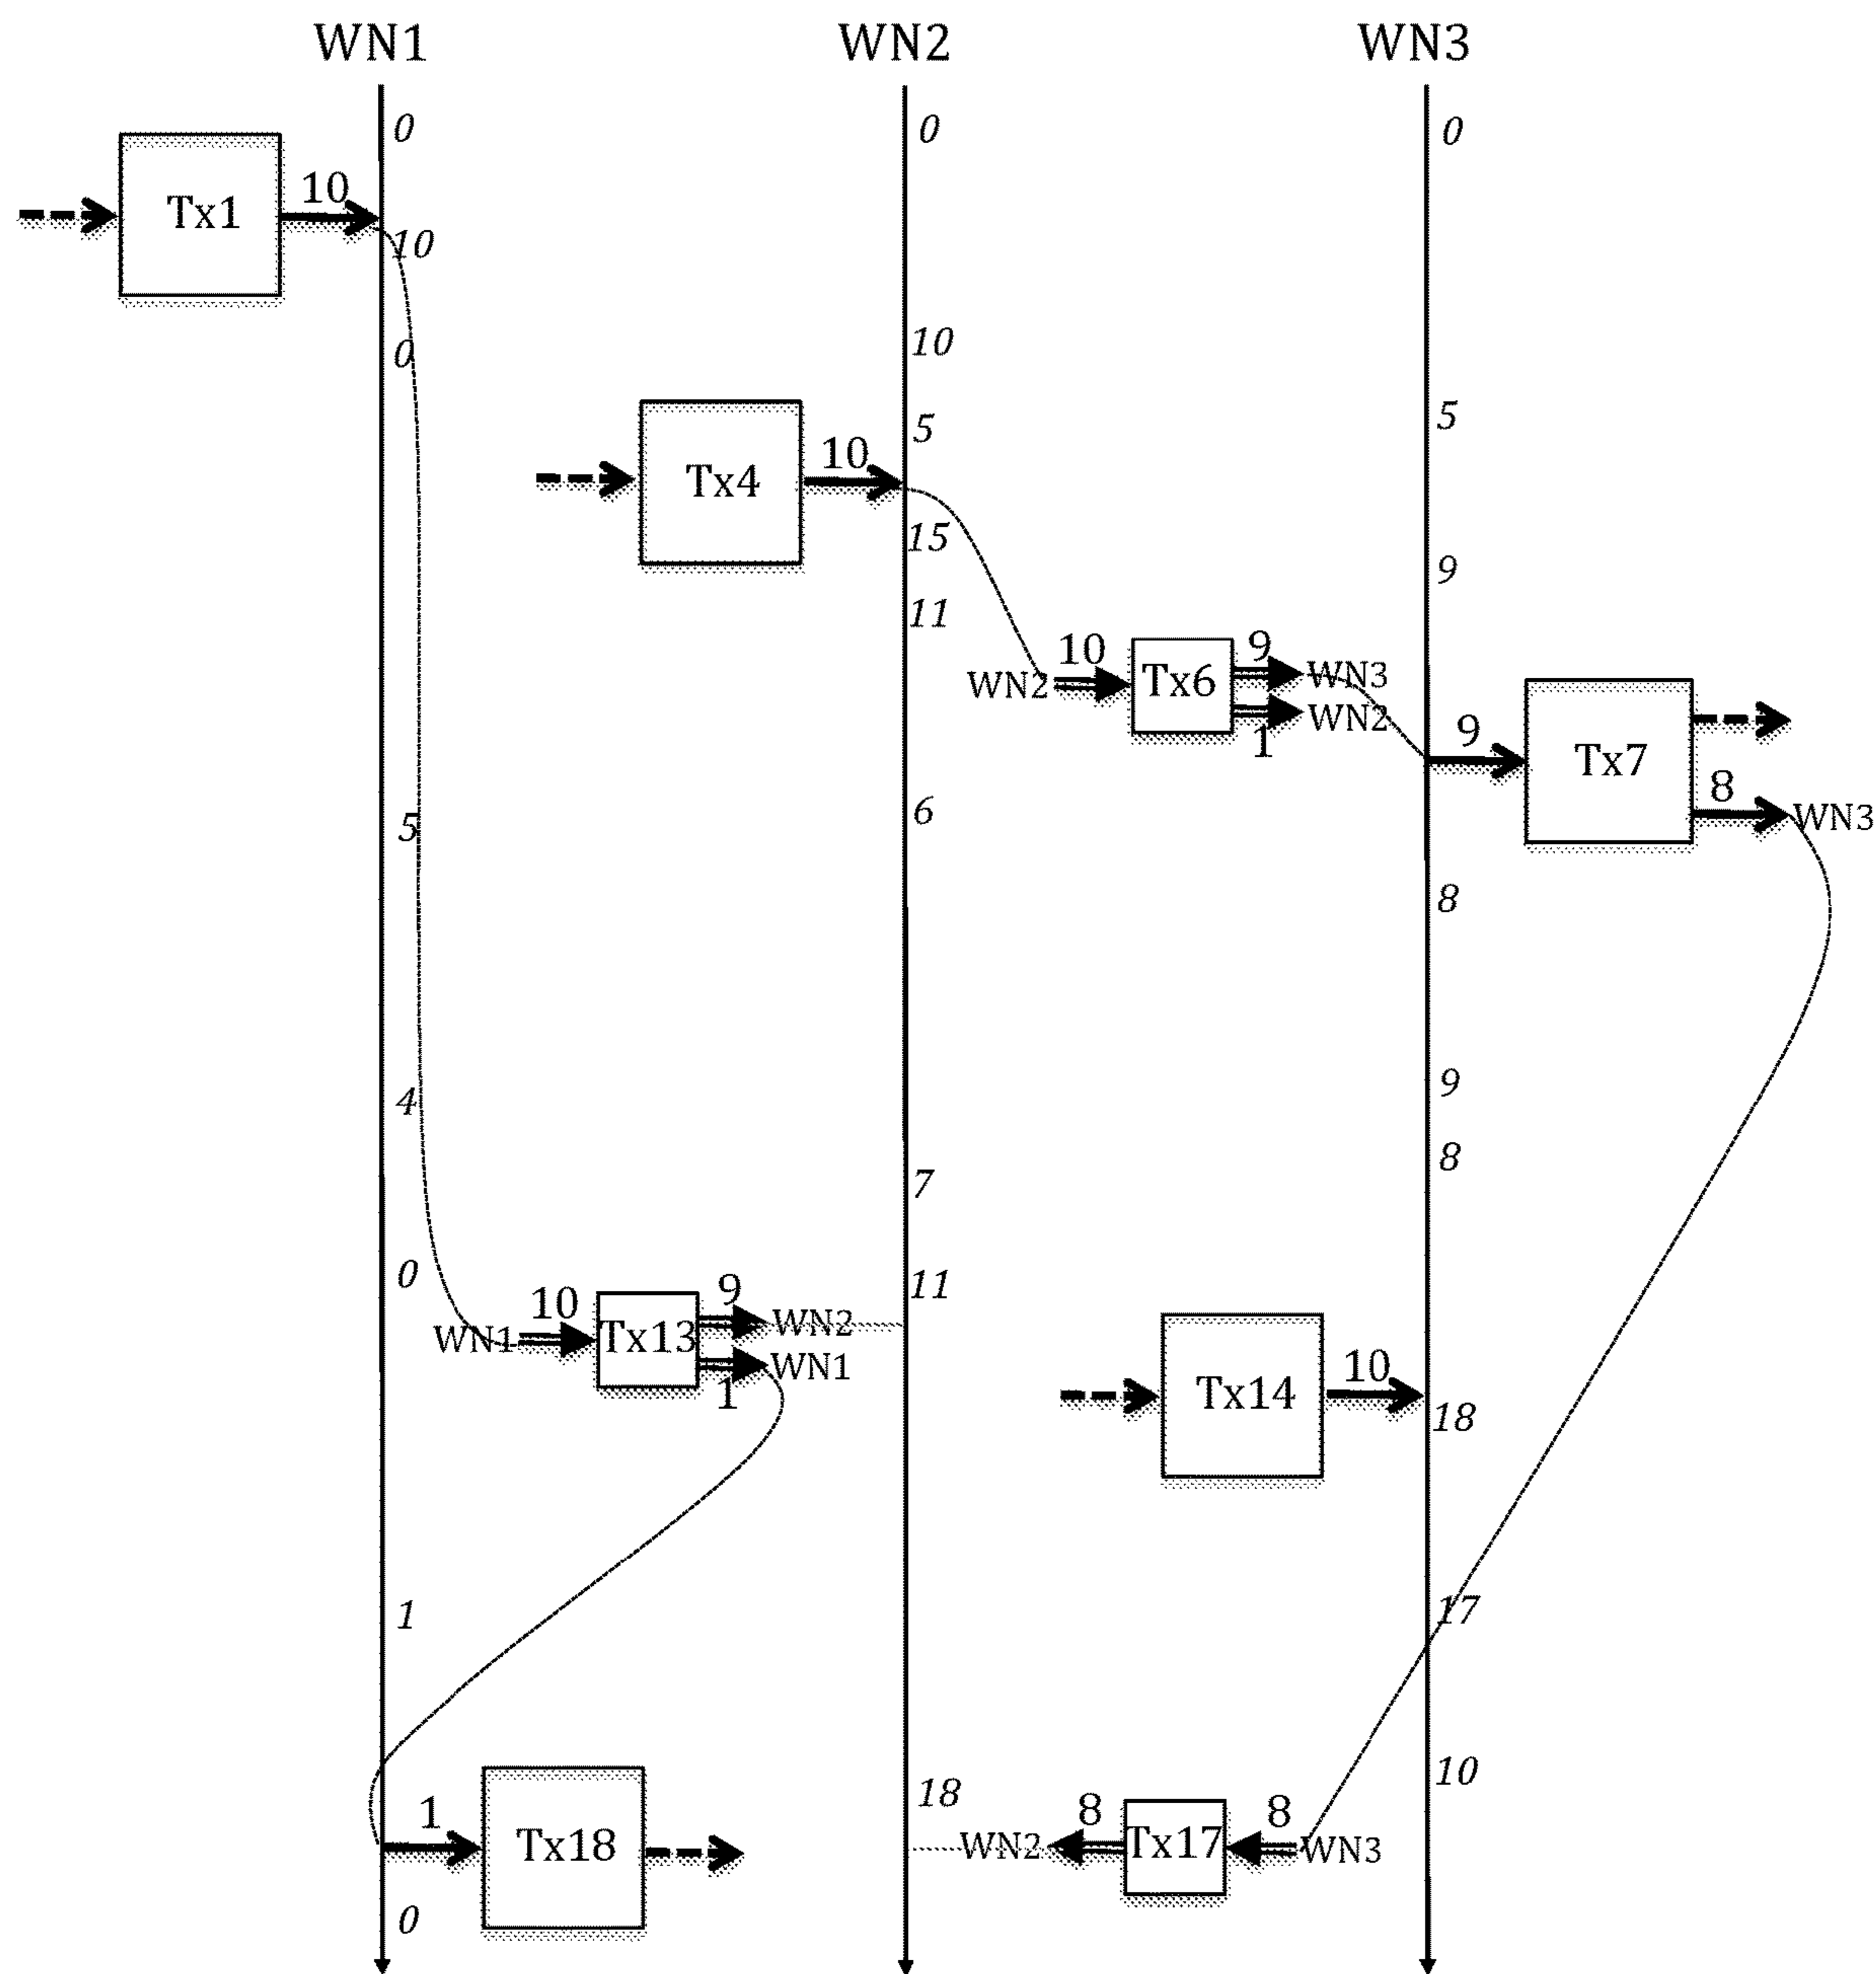 WN1 WN2 WN3
0 0 0
Tx1 10
10
0 10
5 5
Tx4 10
15
11 9
WN2 10 Tx6 9 WN3
1 WN2
9 Tx7
8 WN3
5 6
8
4 9
8
7
0 11
WN1 10 Tx13 9 WN2
1 WN1
Tx14 10
18
1 17
18 10
1 Tx18 WN2 8 Tx17 8 WN3
0